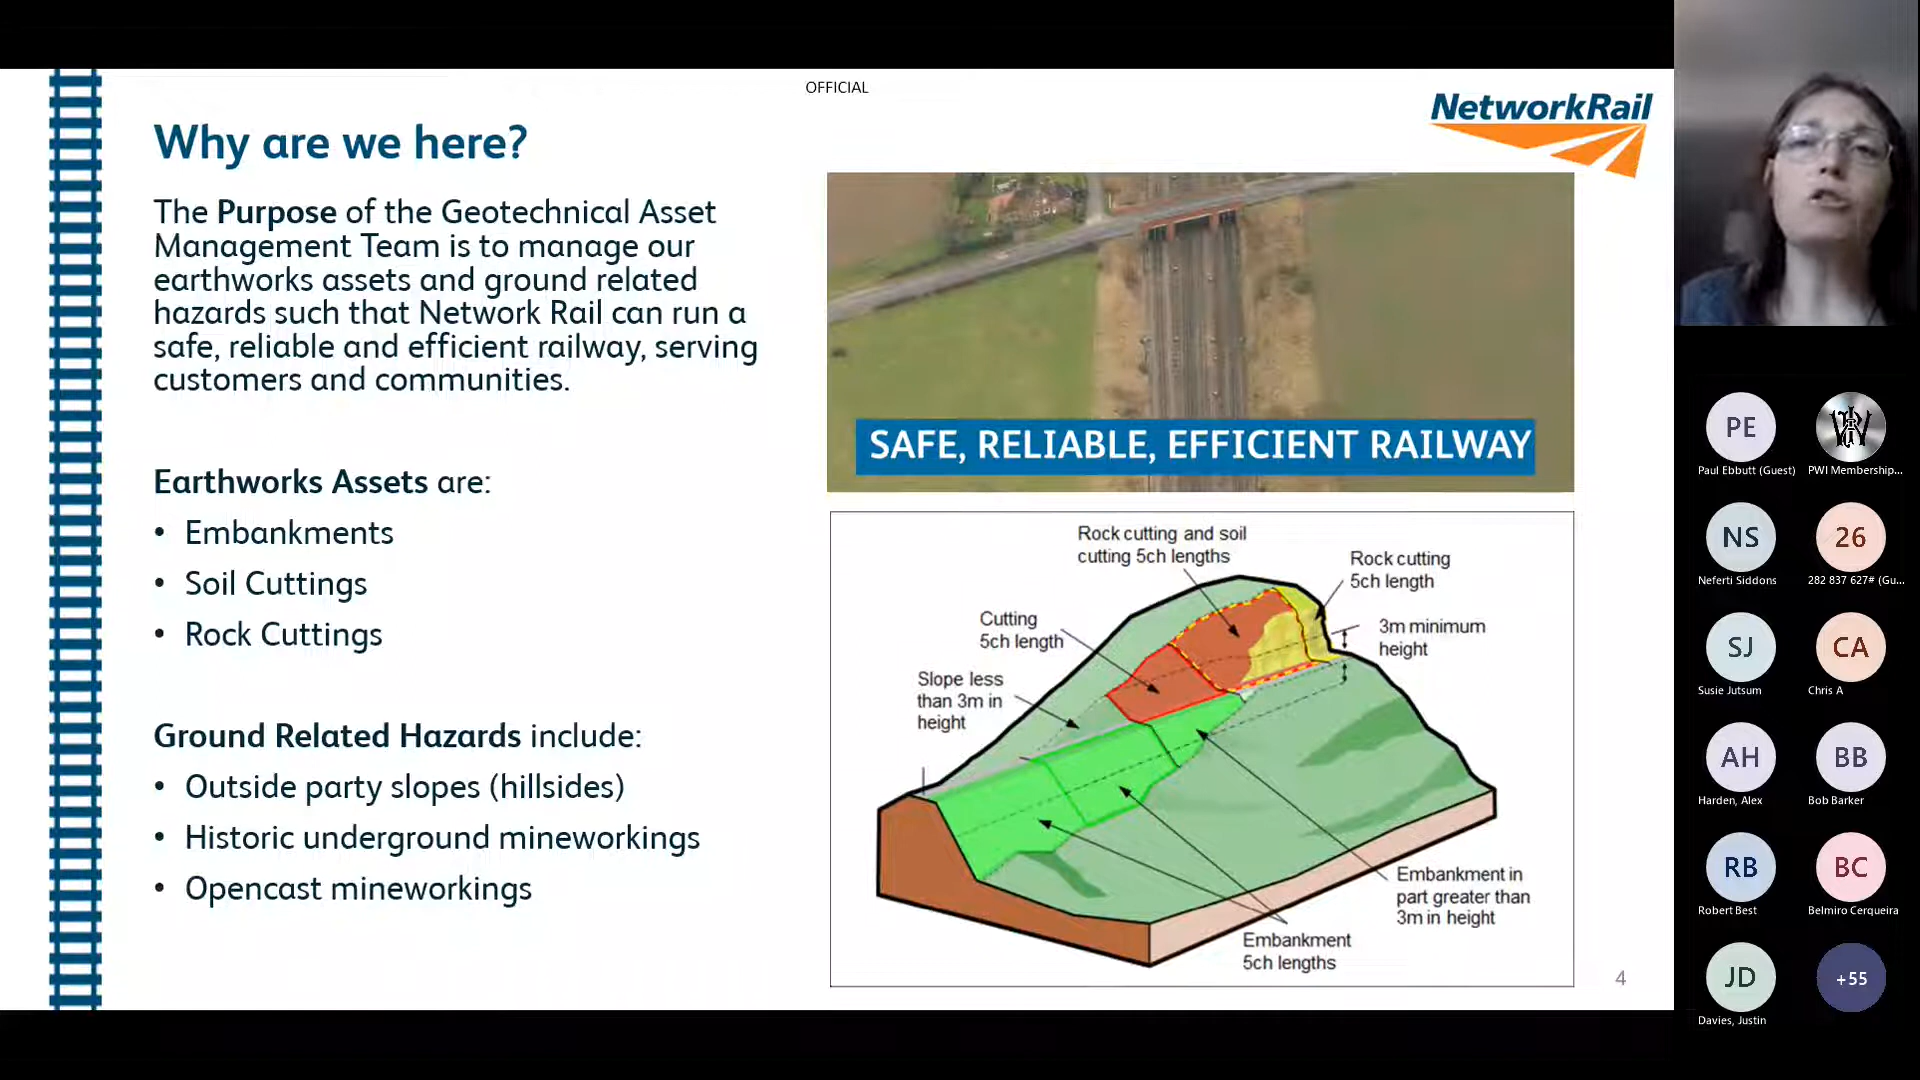 OFFICIAL
NetworkRail
Why are we here?
The Purpose of the Geotechnical Asset
Management Team is to manage our
earthworks assets and ground related
hazards such that Network Rail can run a
safe, reliable and efficient railway, serving
customers and communities.
Earthworks Assets are:
• Embankments
• Soil Cuttings
• Rock Cuttings
Ground Related Hazards include:
• Outside party slopes (hillsides)
• Historic underground mineworkings
• Opencast mineworkings
SAFE, RELIABLE, EFFICIENT RAILWAY
Rock cutting and soil
cutting 5ch lengths
Rock cutting
5ch length
Cutting
5ch length
3m minimum
height
Slope less
than 3m in
height
Embankment in
part greater than
3m in height
Embankment
5ch lengths
4
PE
Paul Ebbutt (Guest)
PWI Membership...
NS
Neferti Siddons
26
282 837 627# (Gu...
SJ
Susie Jutsum
CA
Chris A
AH
Harden, Alex
BB
Bob Barker
RB
Robert Best
BC
Belmiro Cerqueira
JD
Davies, Justin
+55